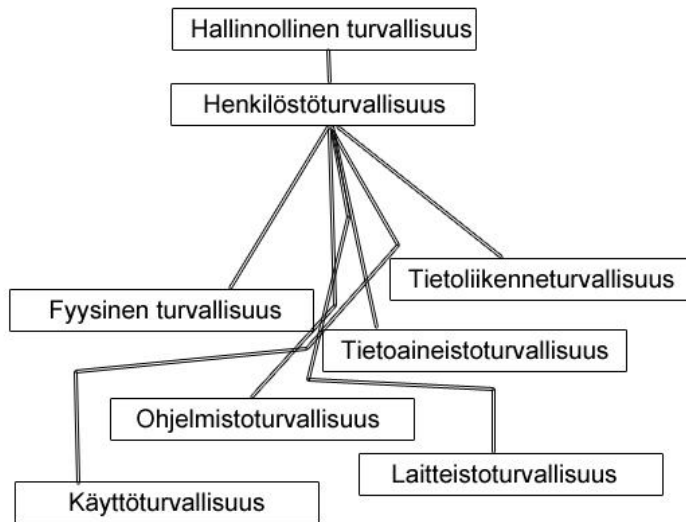 Hallinnollinen turvallisuus
Henkilöstöturvallisuus
Tietoliikenneturvallisuus
Fyysinen turvallisuus
Tietoaineistoturvallisuus
Ohjelmistoturvallisuus
Laitteistoturvallisuus
Käyttöturvallisuus